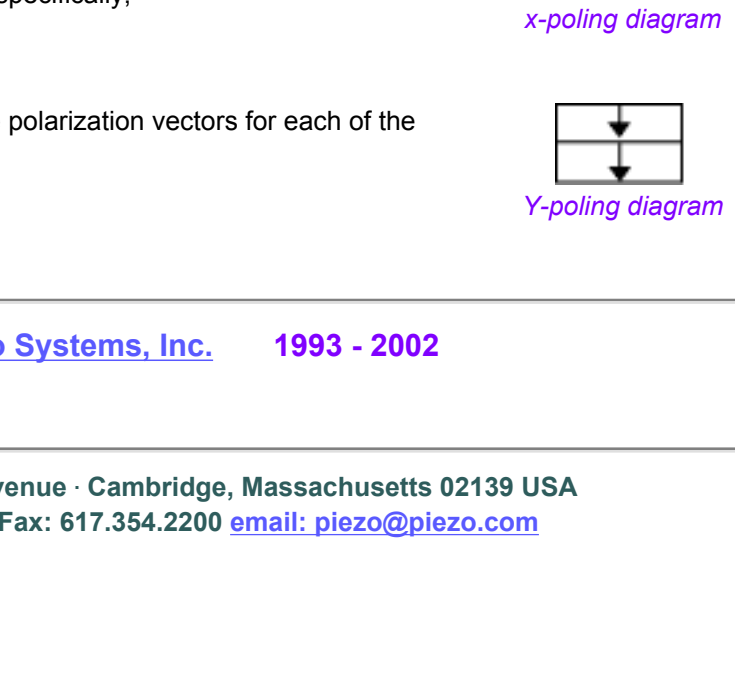 specifically,
x-poling diagram
polarization vectors for each of the
Y-poling diagram
Systems, Inc. 1993 - 2002
venue · Cambridge, Massachusetts 02139 USA
Fax: 617.354.2200 email: piezo@piezo.com